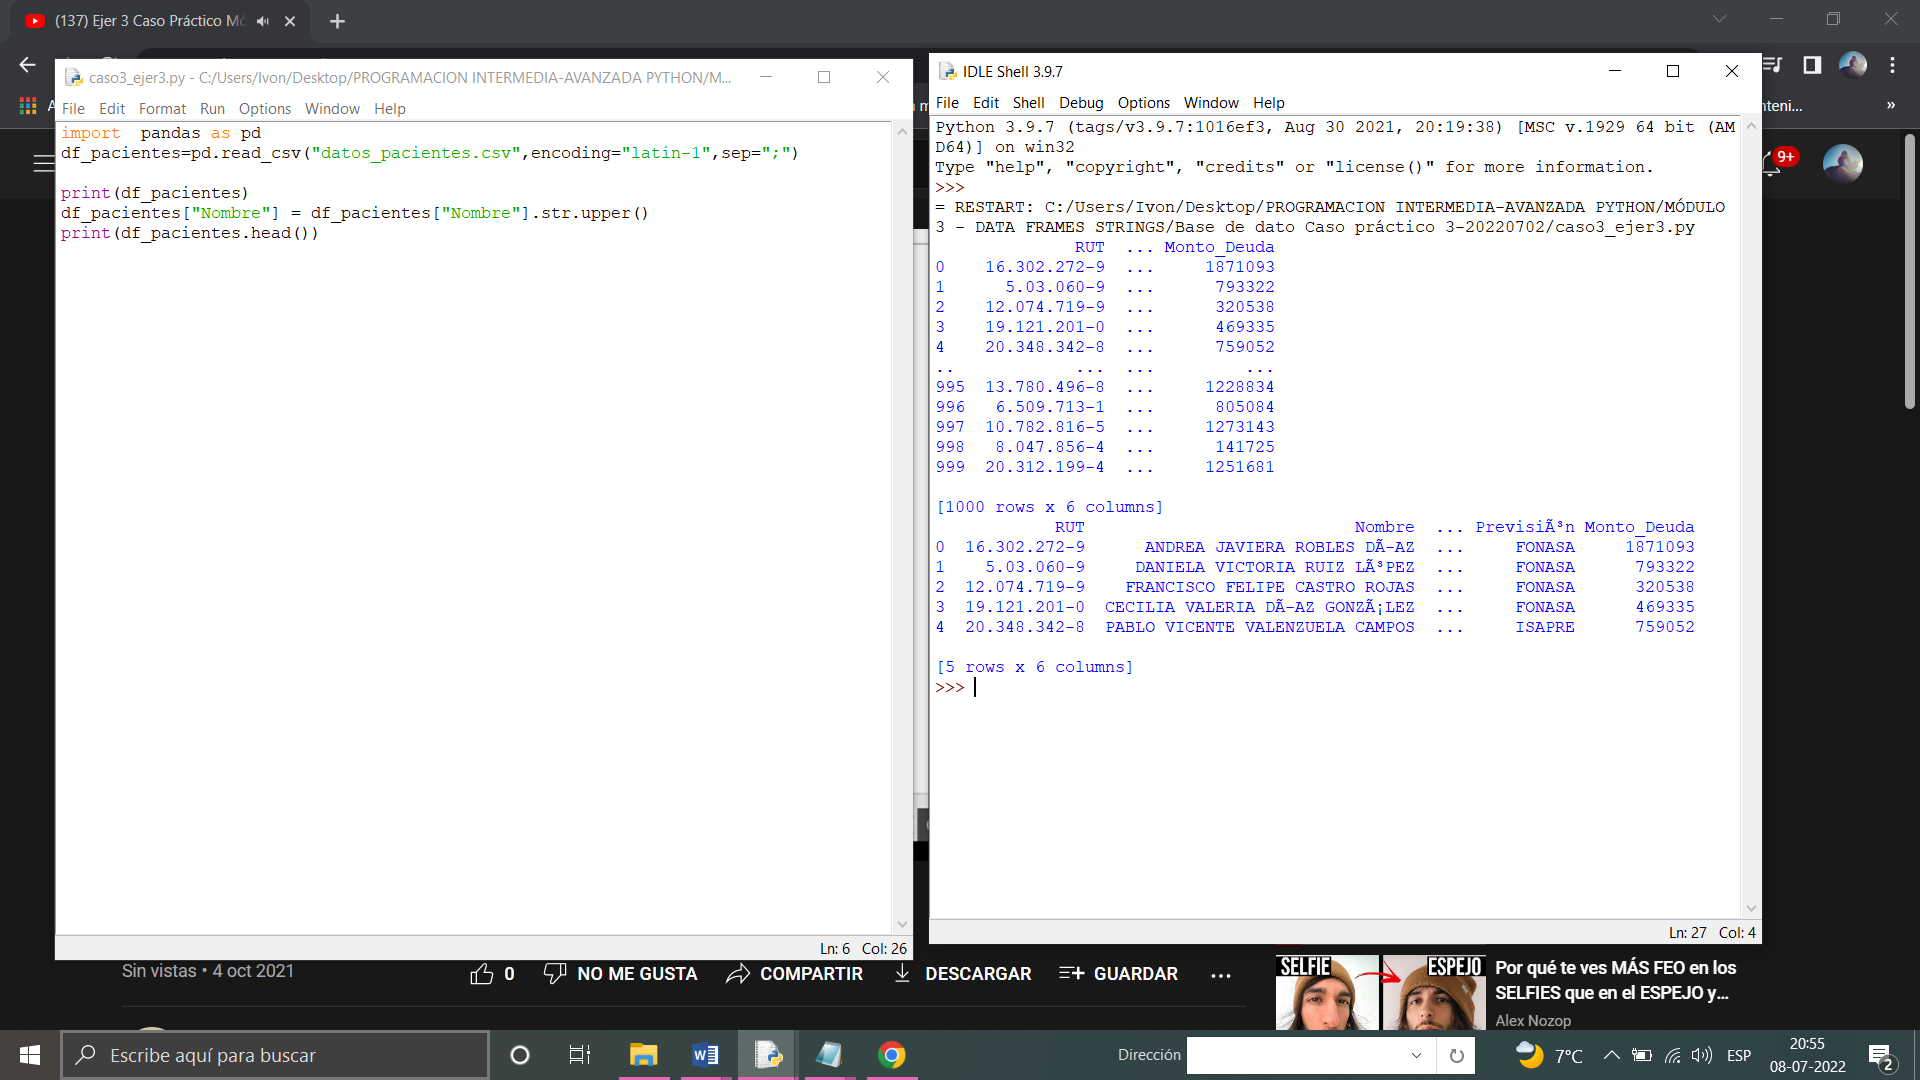 (137) Ejer 3 Caso Práctico Mó
caso3_ejer3.py - C:/Users/Ivon/Desktop/PROGRAMACION INTERMEDIA-AVANZADA PYTHON/M...
File Edit Format Run Options Window Help
import  pandas as pd
df_pacientes=pd.read_csv("datos_pacientes.csv",encoding="latin-1",sep=";")
print(df_pacientes)
df_pacientes["Nombre"] = df_pacientes["Nombre"].str.upper()
print(df_pacientes.head())
Ln: 6 Col: 26
IDLE Shell 3.9.7
File Edit Shell Debug Options Window Help
Python 3.9.7 (tags/v3.9.7:1016ef3, Aug 30 2021, 20:19:38) [MSC v.1929 64 bit (AM
D64)] on win32
Type "help", "copyright", "credits" or "license()" for more information.
>>>
= RESTART: C:/Users/Ivon/Desktop/PROGRAMACION INTERMEDIA-AVANZADA PYTHON/MÓDULO
3 - DATA FRAMES STRINGS/Base de dato Caso práctico 3-20220702/caso3_ejer3.py
RUT ... Monto_Deuda
0 16.302.272-9 ... 1871093
1 5.03.060-9 ... 793322
2 12.074.719-9 ... 320538
3 19.121.201-0 ... 469335
4 20.348.342-8 ... 759052
.. ... ... ...
995 13.780.496-8 ... 1228834
996 6.509.713-1 ... 805084
997 10.782.816-5 ... 1273143
998 8.047.856-4 ... 141725
999 20.312.199-4 ... 1251681
[1000 rows x 6 columns]
RUT Nombre ... PrevisiÃ³n Monto_Deuda
0 16.302.272-9 ANDREA JAVIERA ROBLES DÃ-AZ ... FONASA 1871093
1 5.03.060-9 DANIELA VICTORIA RUIZ LÃ³PEZ ... FONASA 793322
2 12.074.719-9 FRANCISCO FELIPE CASTRO ROJAS ... FONASA 320538
3 19.121.201-0 CECILIA VALERIA DÃ-AZ GONZÃ¡LEZ ... FONASA 469335
4 20.348.342-8 PABLO VICENTE VALENZUELA CAMPOS ... ISAPRE 759052
[5 rows x 6 columns]
>>>
Ln: 27 Col: 4
nteni...
»
9+
Sin vistas • 4 oct 2021
0 NO ME GUSTA COMPARTIR DESCARGAR GUARDAR ...
SELFIE ESPEJO
Por qué te ves MÁS FEO en los
SELFIES que en el ESPEJO y...
Alex Nozop
Escribe aquí para buscar
Dirección
7°C
ESP
20:55
08-07-2022
2